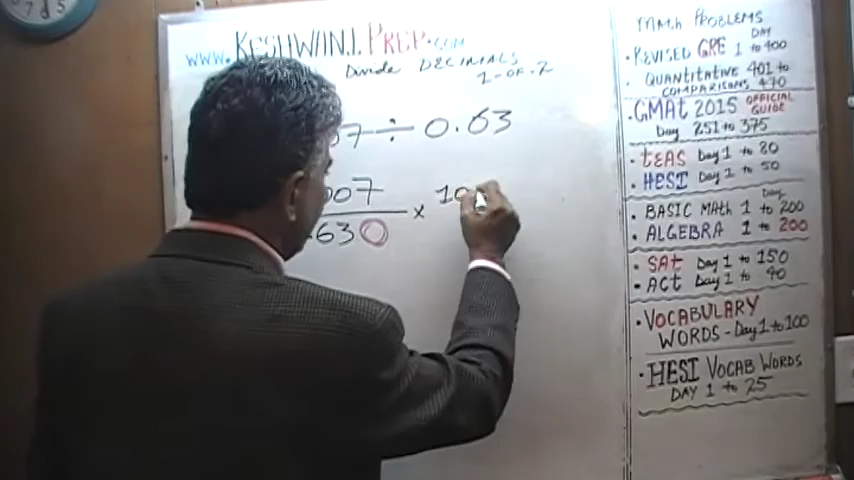 WWW. KESHWANI PREP.COM
Divide DECIMALS
1-OF-2
07 ÷ 0.63
007 × 10
63 0
MATH PROBLEMS
• REVISED GRE DAY 1 to 400
QUANTITATIVE 401 to
COMPARISONS 470
• GMAT 2015 OFFICIAL GUIDE
DAY 251 to 375
• TEAS Day 1 to 80
• HESI DAY 1 to 50
• BASIC MATH Day 1 to 200
• ALGEBRA 1 to 200
• SAT Day 1 to 150
• ACT Day 1 to 90
• VOCABULARY
WORDS - Day 1 to 100
• HESI VOCAB WORDS
DAY 1 to 25